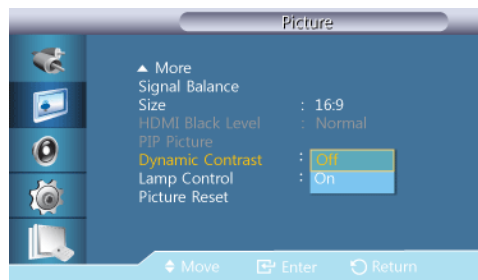 Picture
▲ More
Signal Balance
Size : 16:9
HDMI Black Level : Normal
PIP Picture
Dynamic Contrast : Off
Lamp Control : On
Picture Reset
Move Enter Return